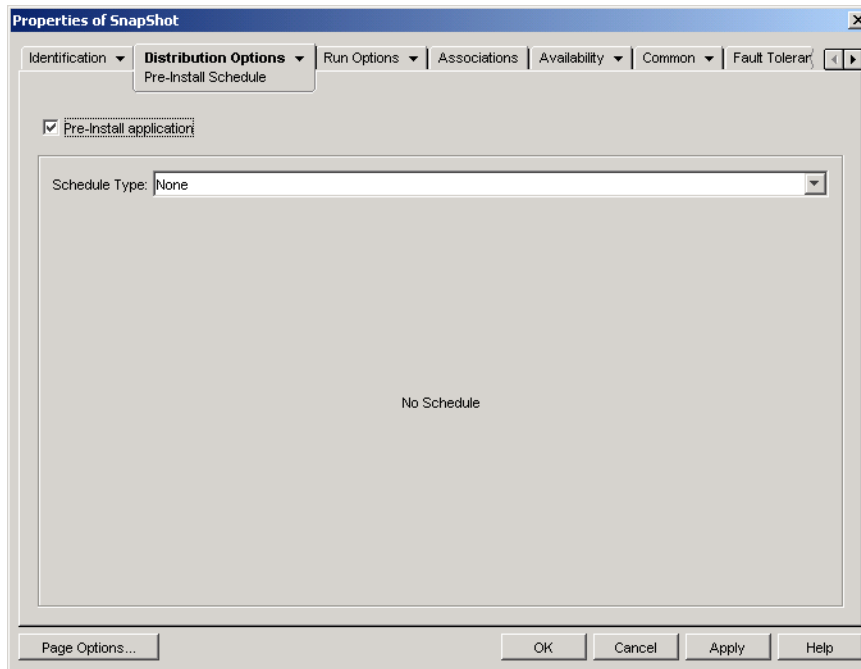 Properties of SnapShot
Identification Distribution Options Run Options Associations Availability Common Fault
Pre-Install Schedule
Pre-Install application
Schedule Type: None
No Schedule
Page Options... OK Cancel Apply Help